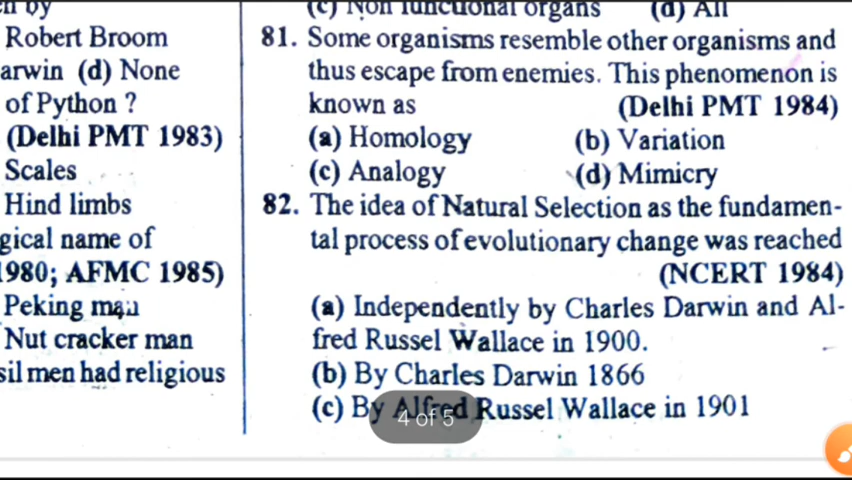 Robert Broom
arwin (d) None
of Python ?
(Delhi PMT 1983)
Scales
Hind limbs
gical name of
1980; AFMC 1985)
Peking man
Nut cracker man
sil men had religious
(c) Non functional organs (d) All
81. Some organisms resemble other organisms and
thus escape from enemies. This phenomenon is
known as (Delhi PMT 1984)
(a) Homology (b) Variation
(c) Analogy (d) Mimicry
82. The idea of Natural Selection as the fundamen-
tal process of evolutionary change was reached
(NCERT 1984)
(a) Independently by Charles Darwin and Al-
fred Russel Wallace in 1900.
(b) By Charles Darwin 1866
(c) By Alfred Russel Wallace in 1901
4 of 5